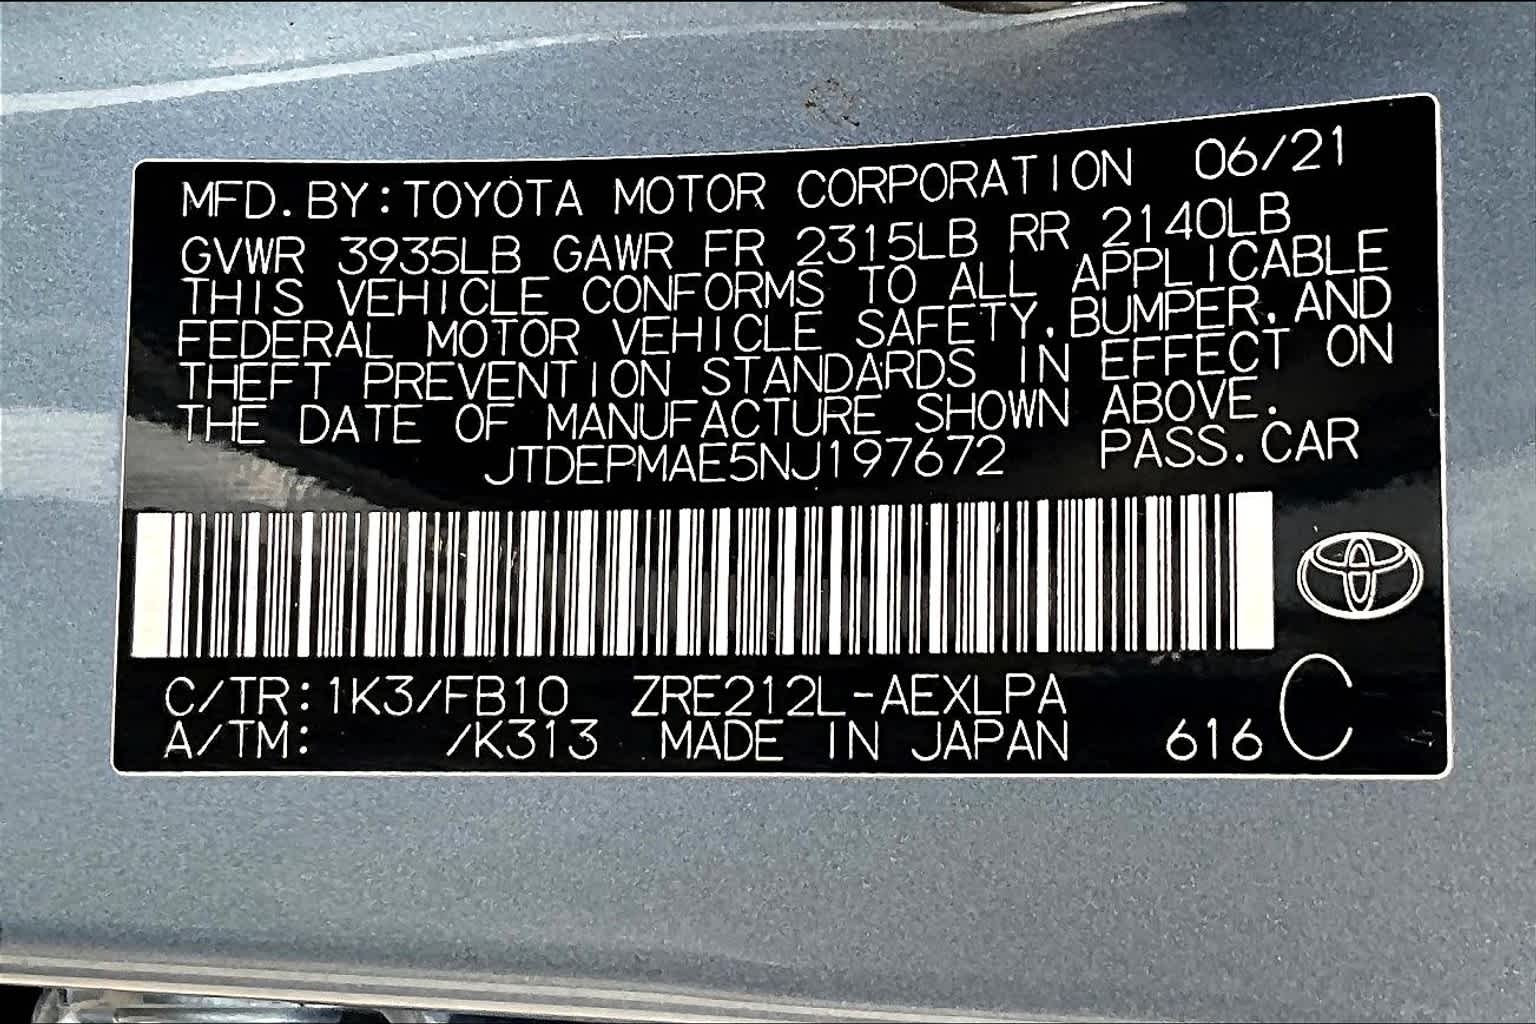 MFD. BY: TOYOTA MOTOR CORPORATION 06/21
GVWR 3935LB GAWR FR 2315LB RR 2140LB
THIS VEHICLE CONFORMS TO ALL APPLICABLE
FEDERAL MOTOR VEHICLE SAFETY, BUMPER, AND
THEFT PREVENTION STANDARDS IN EFFECT ON
THE DATE OF MANUFACTURE SHOWN ABOVE.
JTDEPMAE5NJ197672 PASS. CAR
C/TR: 1K3/FB10 ZRE212L-AEXLPA
A/TM: /K313 MADE IN JAPAN 616 C